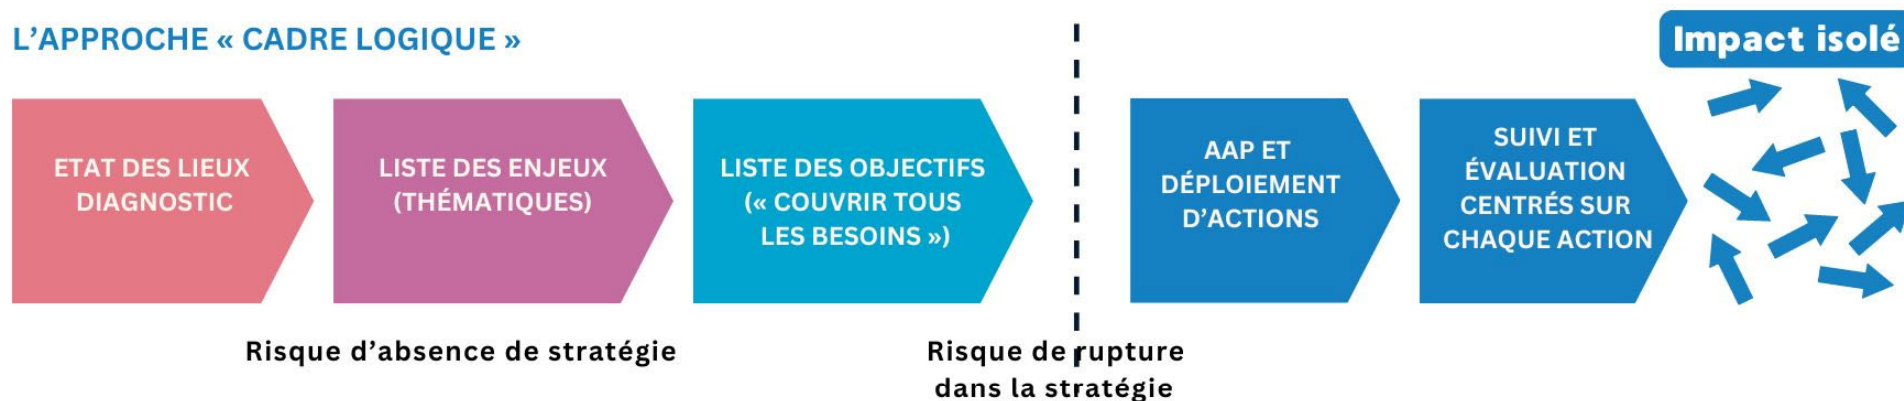 L'APPROCHE « CADRE LOGIQUE »
Impact isolé
ETAT DES LIEUX
DIAGNOSTIC
LISTE DES ENJEUX
(THÉMATIQUES)
LISTE DES OBJECTIFS
(« COUVRIR TOUS
LES BESOINS »)
AAP ET
DÉPLOIEMENT
D'ACTIONS
SUIVI ET
ÉVALUATION
CENTRÉS SUR
CHAQUE ACTION
Risque d'absence de stratégie
Risque de rupture
dans la stratégie